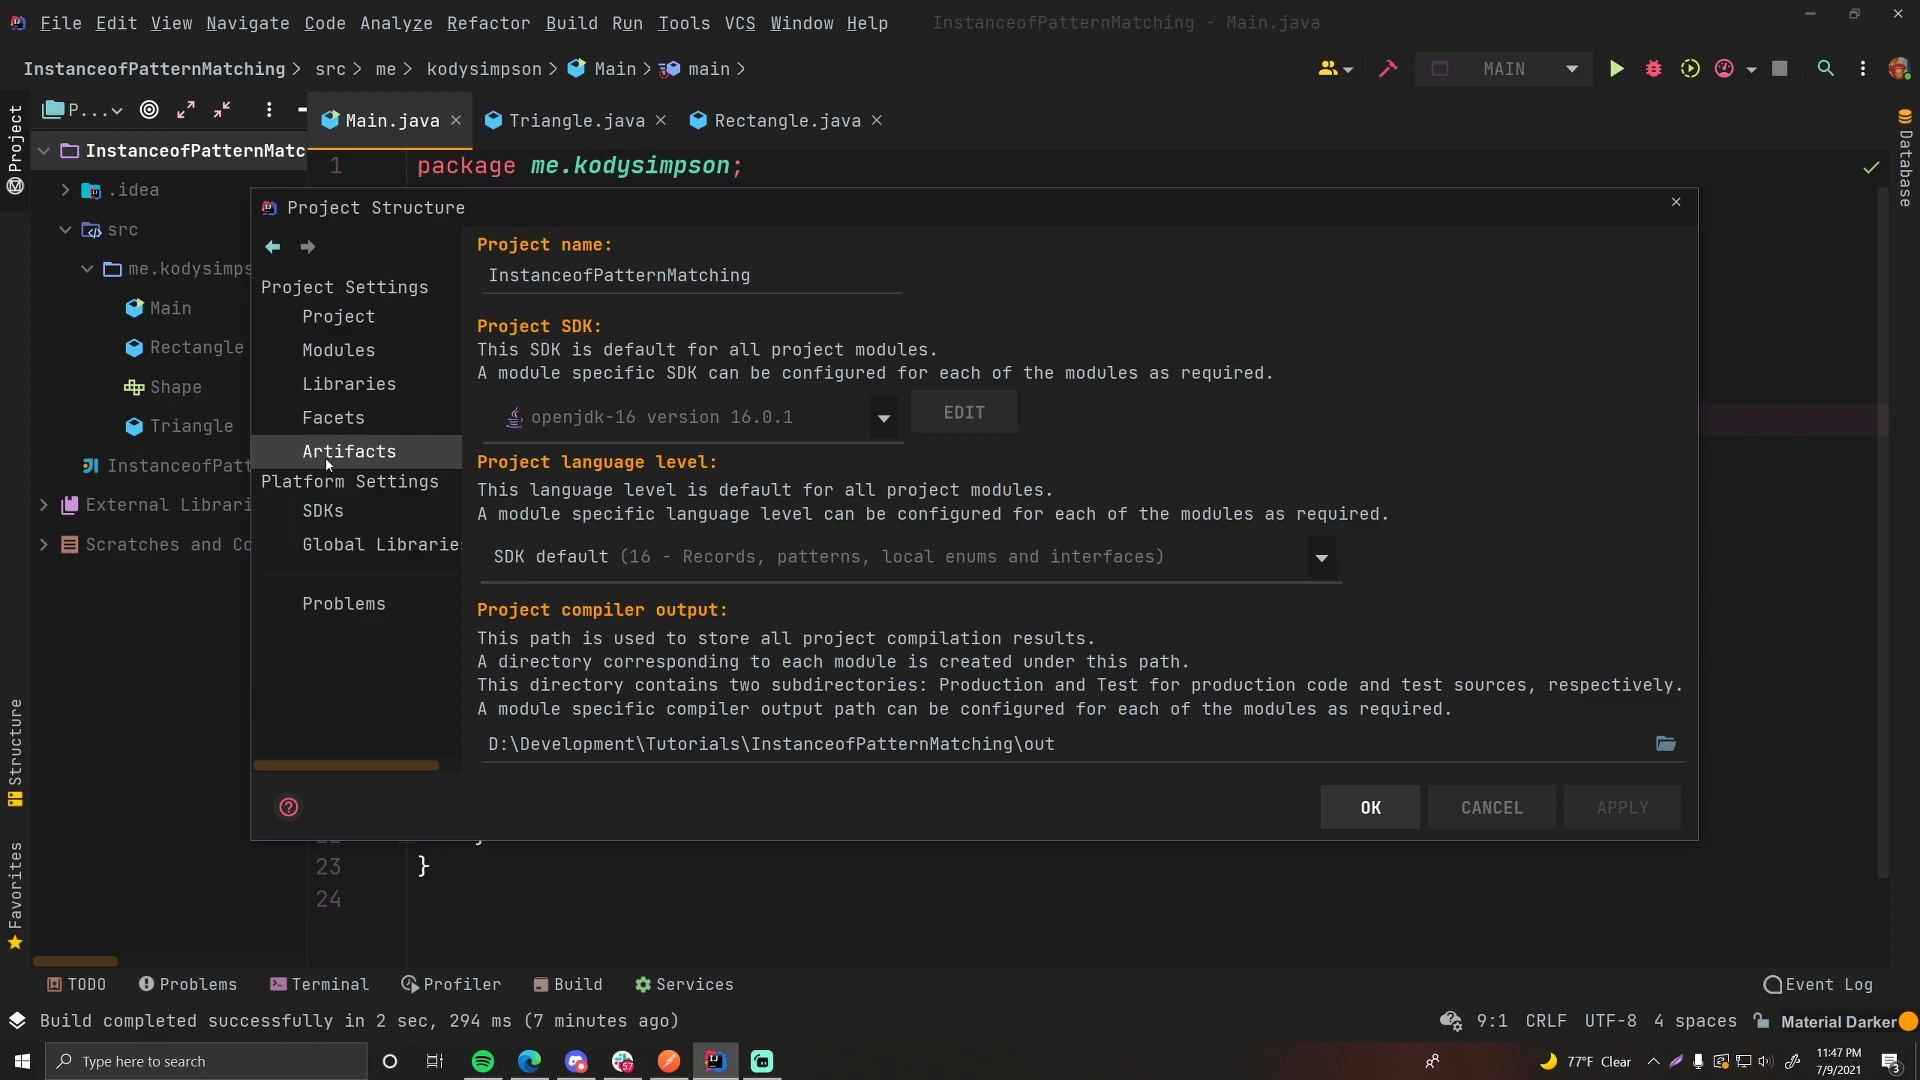 File Edit View Navigate Code Analyze Refactor Build Run Tools VCS Window Help InstanceofPatternMatching - Main.java
InstanceofPatternMatching > src > me > kodysimpson > Main > main >
MAIN
P...
Main.java × Triangle.java × Rectangle.java ×
Project
Database
InstanceofPatternMatc
.idea
src
me.kodysimps
Main
Rectangle
Shape
Triangle
InstanceofPatt
External Librari
Scratches and Co
1 package me.kodysimpson;
Project Structure
Project Settings
Project
Modules
Libraries
Facets
Artifacts
Platform Settings
SDKs
Global Libraries
Problems
Project name:
InstanceofPatternMatching
Project SDK:
This SDK is default for all project modules.
A module specific SDK can be configured for each of the modules as required.
openjdk-16 version 16.0.1 EDIT
Project language level:
This language level is default for all project modules.
A module specific language level can be configured for each of the modules as required.
SDK default (16 - Records, patterns, local enums and interfaces)
Project compiler output:
This path is used to store all project compilation results.
A directory corresponding to each module is created under this path.
This directory contains two subdirectories: Production and Test for production code and test sources, respectively.
A module specific compiler output path can be configured for each of the modules as required.
D:\Development\Tutorials\InstanceofPatternMatching\out
OK CANCEL APPLY
23 }
24
Structure
Favorites
TODO Problems Terminal Profiler Build Services Event Log
Build completed successfully in 2 sec, 294 ms (7 minutes ago) 9:1 CRLF UTF-8 4 spaces Material Darker
Type here to search
77°F Clear
11:47 PM
7/9/2021
3